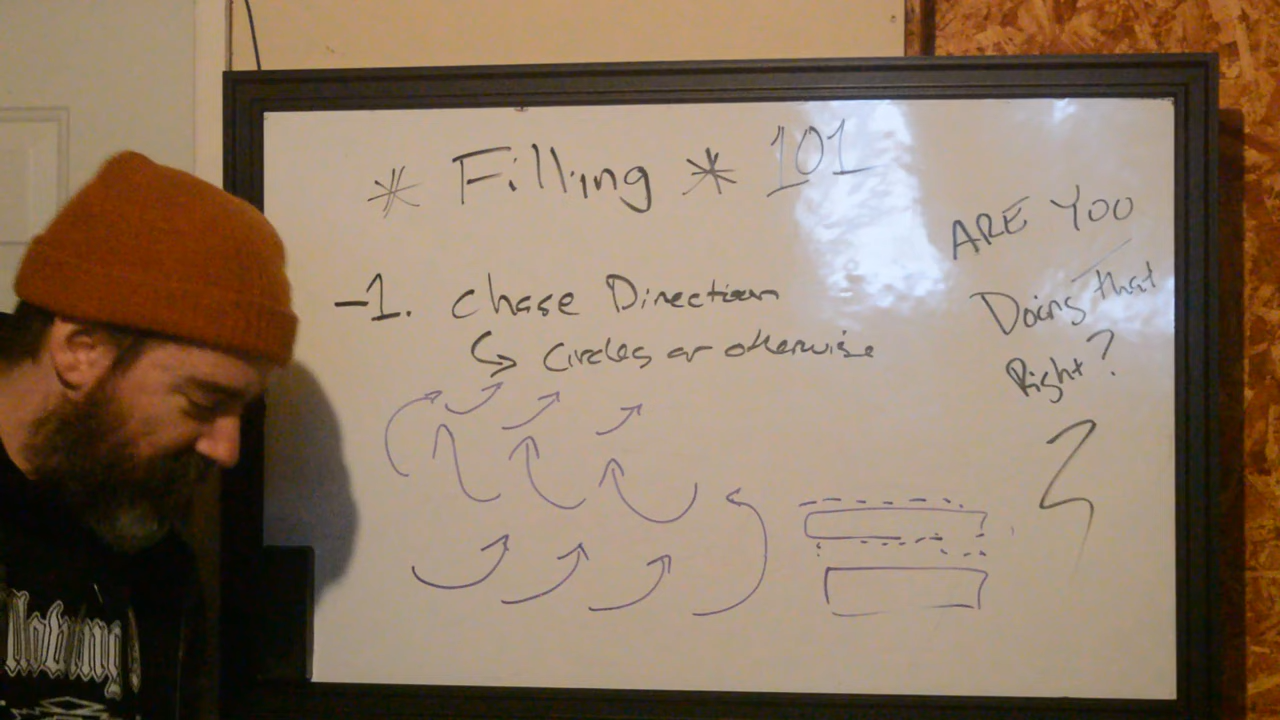 * Filling * 101
-1. Chase Direction
↳ Circles or otherwise
ARE YOU
Doing that
Right?